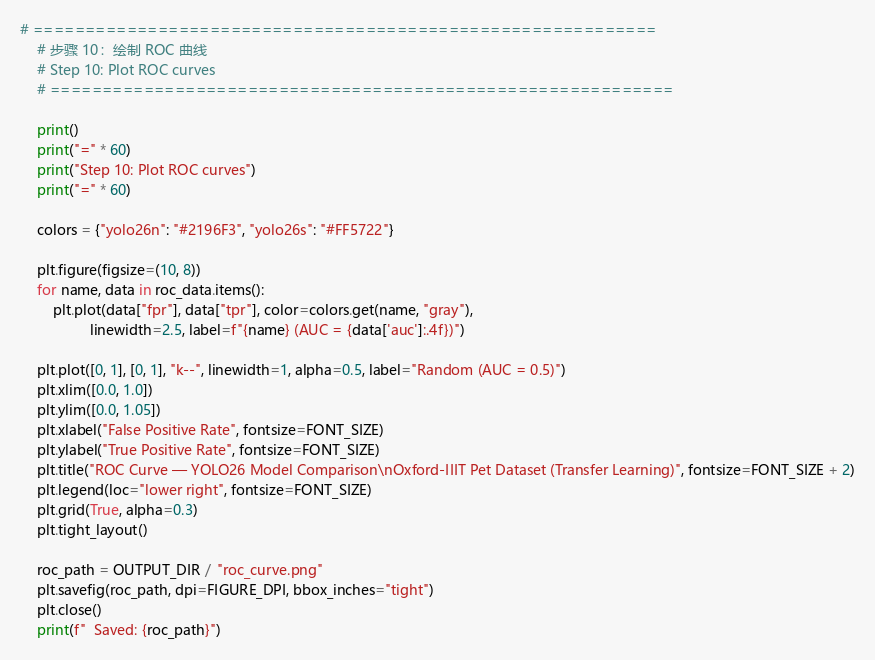 # ============================================================
# 步骤 10：绘制 ROC 曲线
# Step 10: Plot ROC curves
# ============================================================
print()
print("=" * 60)
print("Step 10: Plot ROC curves")
print("=" * 60)
colors = {"yolo26n": "#2196F3", "yolo26s": "#FF5722"}
plt.figure(figsize=(10, 8))
for name, data in roc_data.items():
plt.plot(data["fpr"], data["tpr"], color=colors.get(name, "gray"),
linewidth=2.5, label=f"{name} (AUC = {data['auc']:.4f})")
plt.plot([0, 1], [0, 1], "k--", linewidth=1, alpha=0.5, label="Random (AUC = 0.5)")
plt.xlim([0.0, 1.0])
plt.ylim([0.0, 1.05])
plt.xlabel("False Positive Rate", fontsize=FONT_SIZE)
plt.ylabel("True Positive Rate", fontsize=FONT_SIZE)
plt.title("ROC Curve — YOLO26 Model Comparison\nOxford-IIIT Pet Dataset (Transfer Learning)", fontsize=FONT_SIZE + 2)
plt.legend(loc="lower right", fontsize=FONT_SIZE)
plt.grid(True, alpha=0.3)
plt.tight_layout()
roc_path = OUTPUT_DIR / "roc_curve.png"
plt.savefig(roc_path, dpi=FIGURE_DPI, bbox_inches="tight")
plt.close()
print(f"  Saved: {roc_path}")